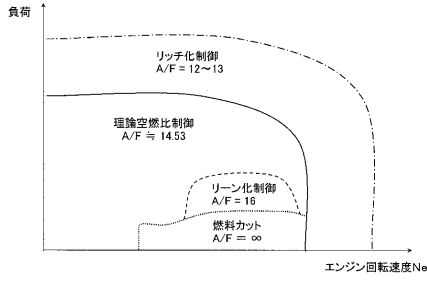 負荷
リッチ化制御
A/F = 12～13
理論空燃比制御
A/F ≒ 14.53
リーン化制御
A/F = 16
燃料カット
A/F = ∞
エンジン回転速度Ne